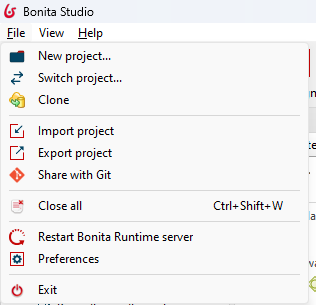 Bonita Studio
File View Help
New project...
Switch project...
Clone
Import project
Export project
Share with Git
Close all Ctrl+Shift+W
Restart Bonita Runtime server
Preferences
Exit